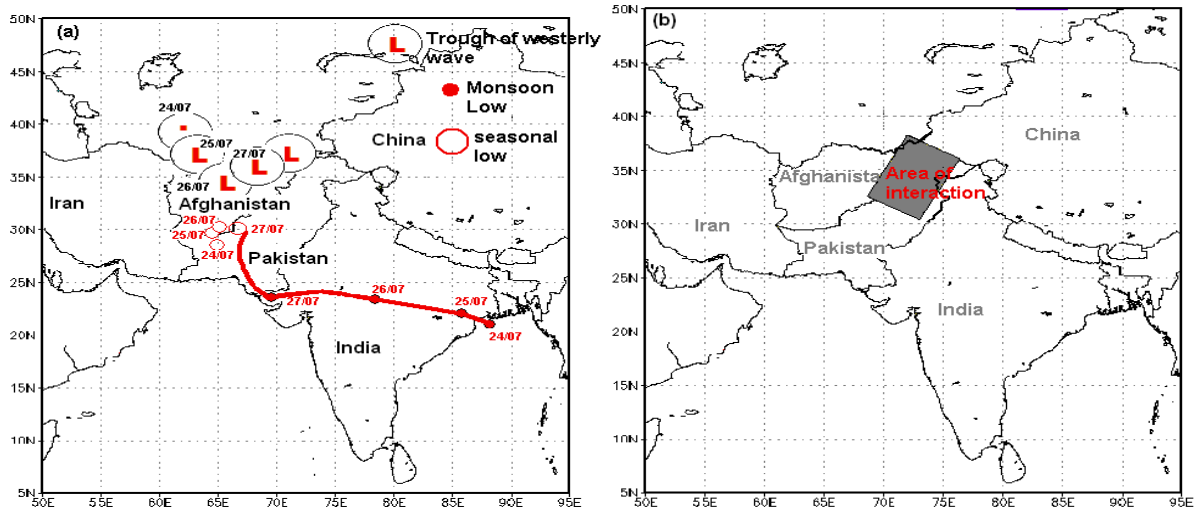 (a)
50N
45N
40N
35N
30N
25N
20N
15N
10N
5N
50E 55E 60E 65E 70E 75E 80E 85E 90E 95E
L
Trough of westerly
wave
Monsoon
Low
seasonal
low
24/07
25/07
L
27/07
L
L
26/07
L
China
Iran
Afghanistan
26/07
25/07
24/07
27/07
Pakistan
27/07
26/07
25/07
24/07
India
(b)
50N
45N
40N
35N
30N
25N
20N
15N
10N
5N
50E 55E 60E 65E 70E 75E 80E 85E 90E 95E
China
Afghanista
Area of
interaction
Iran
Pakistan
India